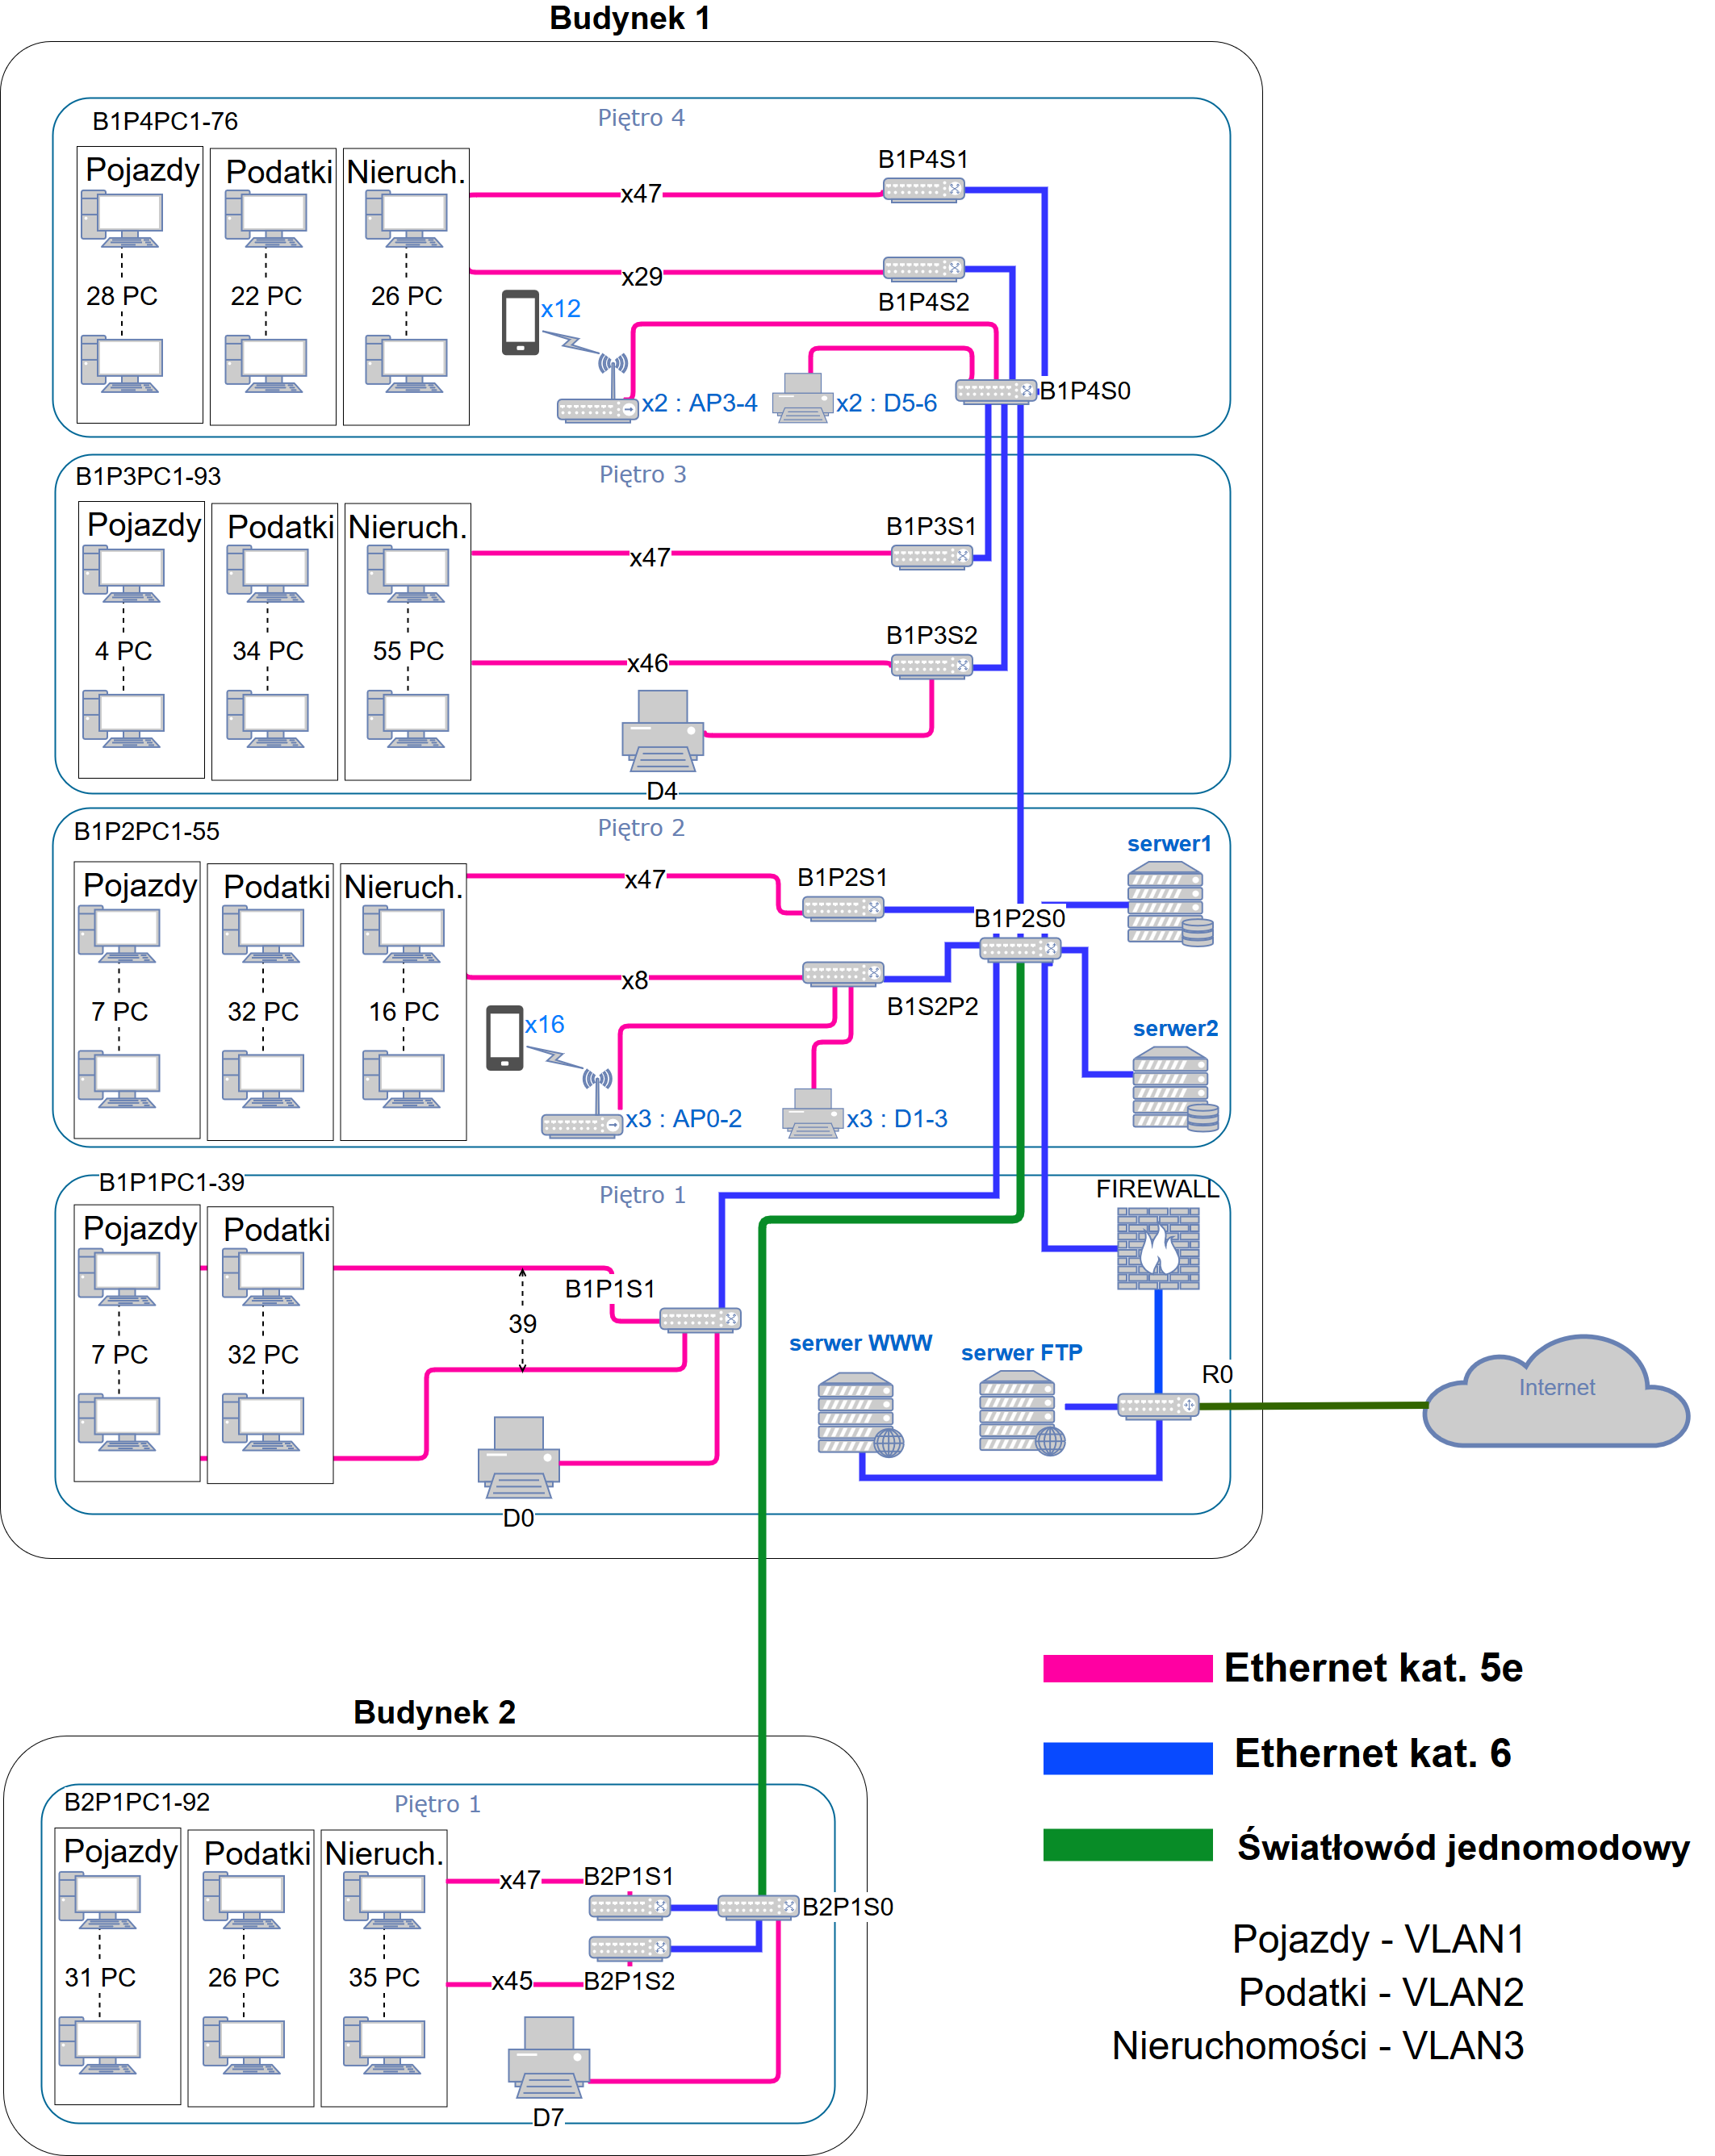 Budynek 1
B1P4PC1-76
Piętro 4
Pojazdy
Podatki
Nieruch.
28 PC
22 PC
26 PC
x47
B1P4S1
x29
B1P4S2
x12
x2 : AP3-4
x2 : D5-6
B1P4S0
B1P3PC1-93
Piętro 3
Pojazdy
Podatki
Nieruch.
4 PC
34 PC
55 PC
x47
B1P3S1
x46
B1P3S2
D4
B1P2PC1-55
Piętro 2
Pojazdy
Podatki
Nieruch.
7 PC
32 PC
16 PC
x47
B1P2S1
x8
B1S2P2
B1P2S0
serwer1
serwer2
x16
x3 : AP0-2
x3 : D1-3
B1P1PC1-39
Piętro 1
Pojazdy
Podatki
7 PC
32 PC
39
B1P1S1
D0
FIREWALL
serwer WWW
serwer FTP
R0
Internet
Budynek 2
B2P1PC1-92
Piętro 1
Pojazdy
Podatki
Nieruch.
31 PC
26 PC
35 PC
x47
B2P1S1
x45
B2P1S2
B2P1S0
D7
Ethernet kat. 5e
Ethernet kat. 6
Światłowód jednomodowy
Pojazdy - VLAN1
Podatki - VLAN2
Nieruchomości - VLAN3